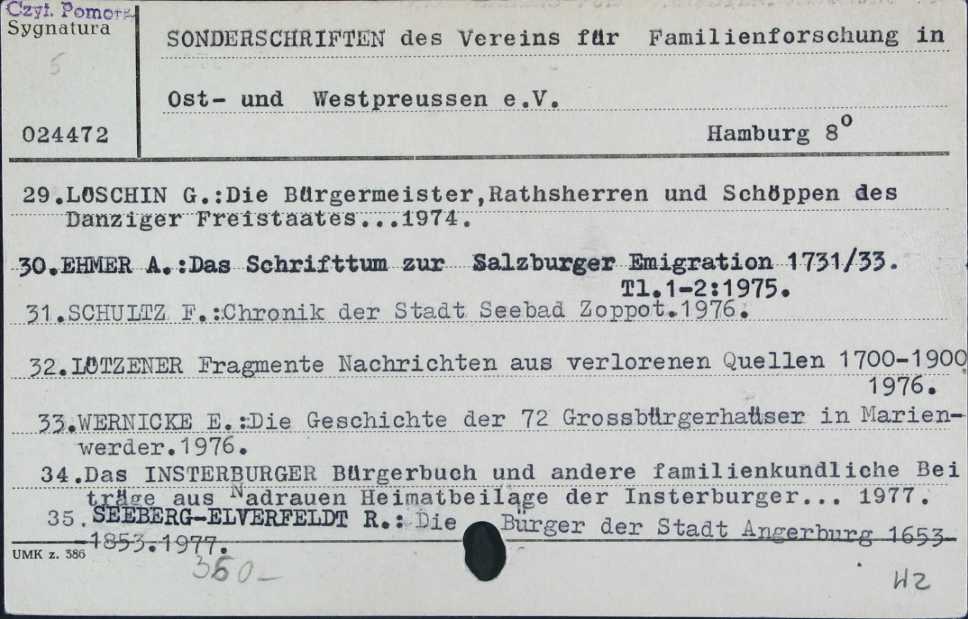 Czyt. Pomorz.
Sygnatura
5
024472
SONDERSCHRIFTEN des Vereins für Familienforschung in
Ost- und Westpreussen e.V.
Hamburg 8°
29.LÖSCHIN G.:Die Bürgermeister,Rathsherren und Schöppen des
Danziger Freistaates...1974.
30.EHMER A.:Das Schrifttum zur Salzburger Emigration 1731/33.
Tl.1-2:1975.
31.SCHULTZ F.:Chronik der Stadt Seebad Zoppot.1976.
32.LÖTZENER Fragmente Nachrichten aus verlorenen Quellen 1700-1900
1976.
33.WERNICKE E.:Die Geschichte der 72 Grossbürgerhaüser in Marien-
werder.1976.
34.Das INSTERBURGER Bürgerbuch und andere familienkundliche Bei
träge aus Nadrauen Heimatbeilage der Insterburger... 1977.
35.SEEBERG-ELVERFELDT R.: Die Bürger der Stadt Angerburg 1653-
-1853.1977.
UMK z. 386
350-
HZ